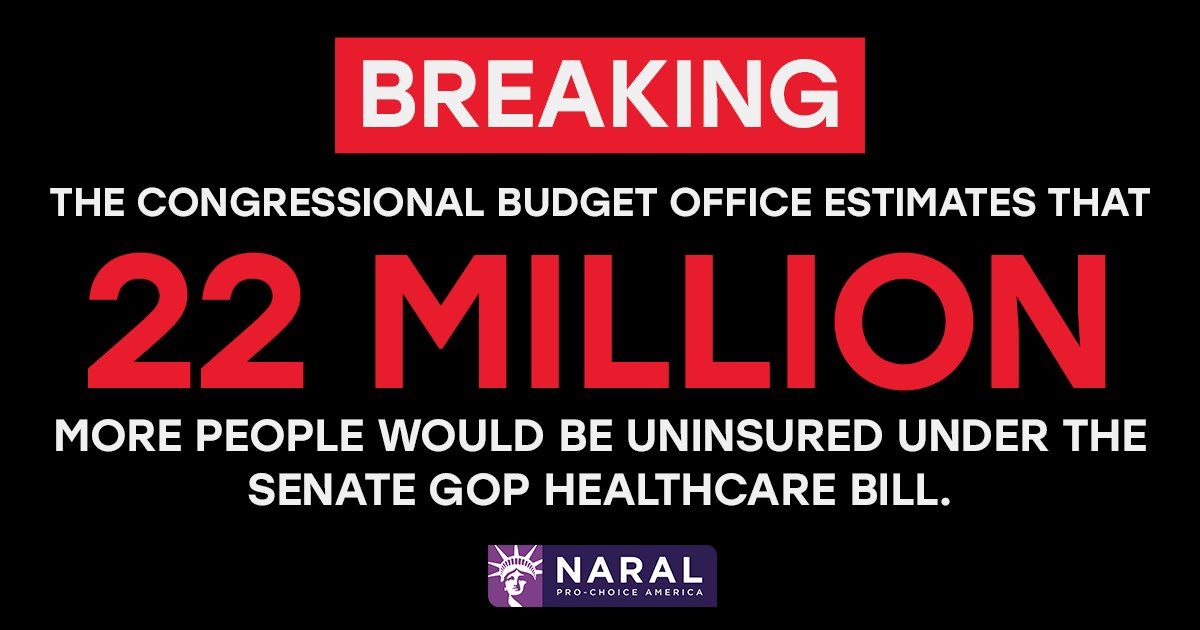 BREAKING
THE CONGRESSIONAL BUDGET OFFICE ESTIMATES THAT
22 MILLION
MORE PEOPLE WOULD BE UNINSURED UNDER THE
SENATE GOP HEALTHCARE BILL.
NARAL
PRO-CHOICE AMERICA